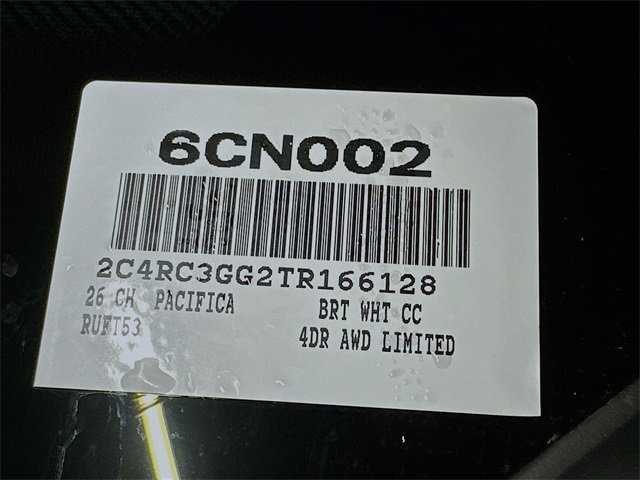 6CN002
2C4RC3GG2TR166128
26 CH PACIFICA BRT WHT CC
RUFT53 4DR AWD LIMITED